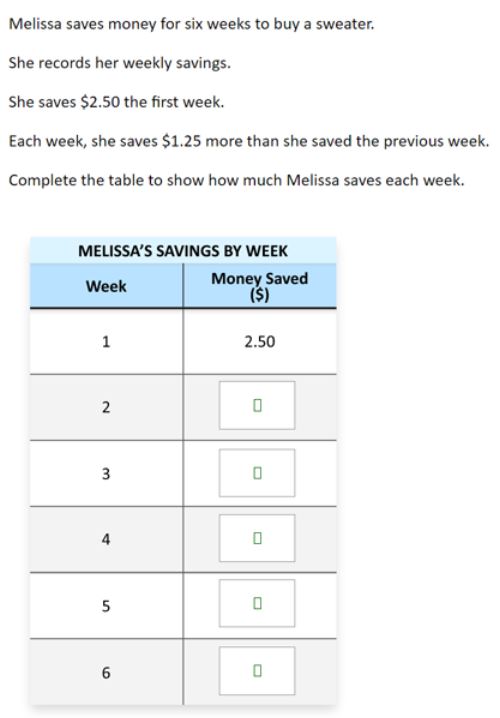 Melissa saves money for six weeks to buy a sweater.
She records her weekly savings.
She saves $2.50 the first week.
Each week, she saves $1.25 more than she saved the previous week.
Complete the table to show how much Melissa saves each week.
MELISSA'S SAVINGS BY WEEK
Week Money Saved
($)
1 2.50
2
3
4
5
6